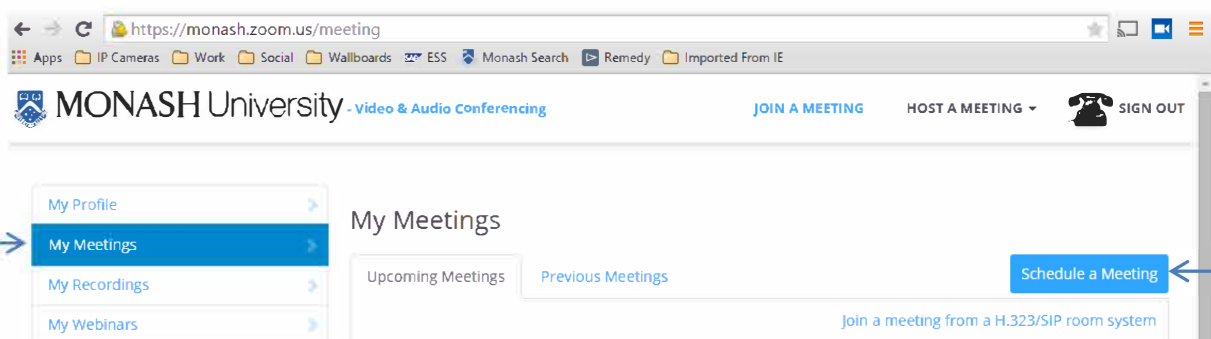 https://monash.zoom.us/meeting
Apps IP Cameras Work Social Wallboards ESS Monash Search Remedy Imported From IE
MONASH University - Video & Audio Conferencing JOIN A MEETING HOST A MEETING SIGN OUT
My Profile
My Meetings
My Meetings
Upcoming Meetings Previous Meetings Schedule a Meeting
My Recordings
Join a meeting from a H.323/SIP room system
My Webinars